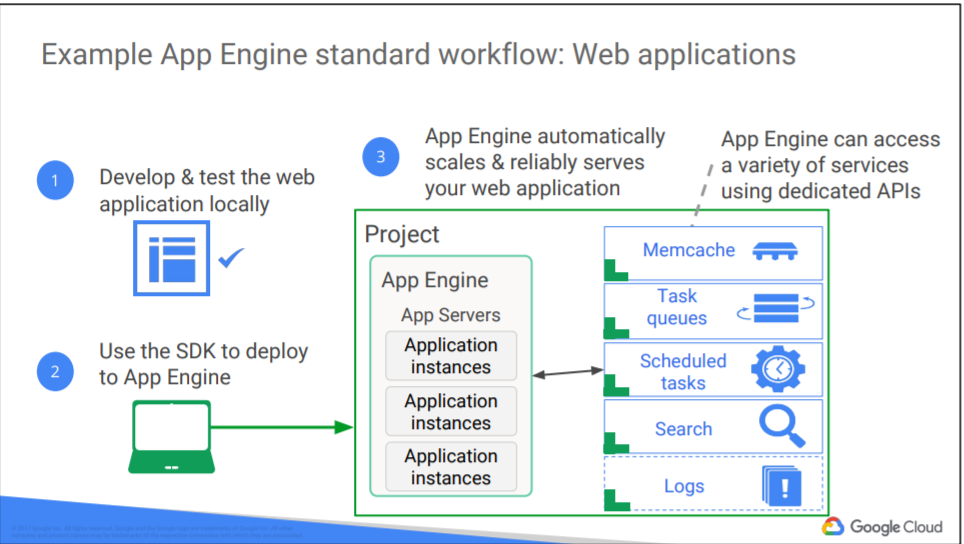 Example App Engine standard workflow: Web applications
1
Develop & test the web
application locally
2
Use the SDK to deploy
to App Engine
3
App Engine automatically
scales & reliably serves
your web application
App Engine can access
a variety of services
using dedicated APIs
Project
App Engine
App Servers
Application
instances
Application
instances
Application
instances
Memcache
Task
queues
Scheduled
tasks
Search
Logs
!
Google Cloud